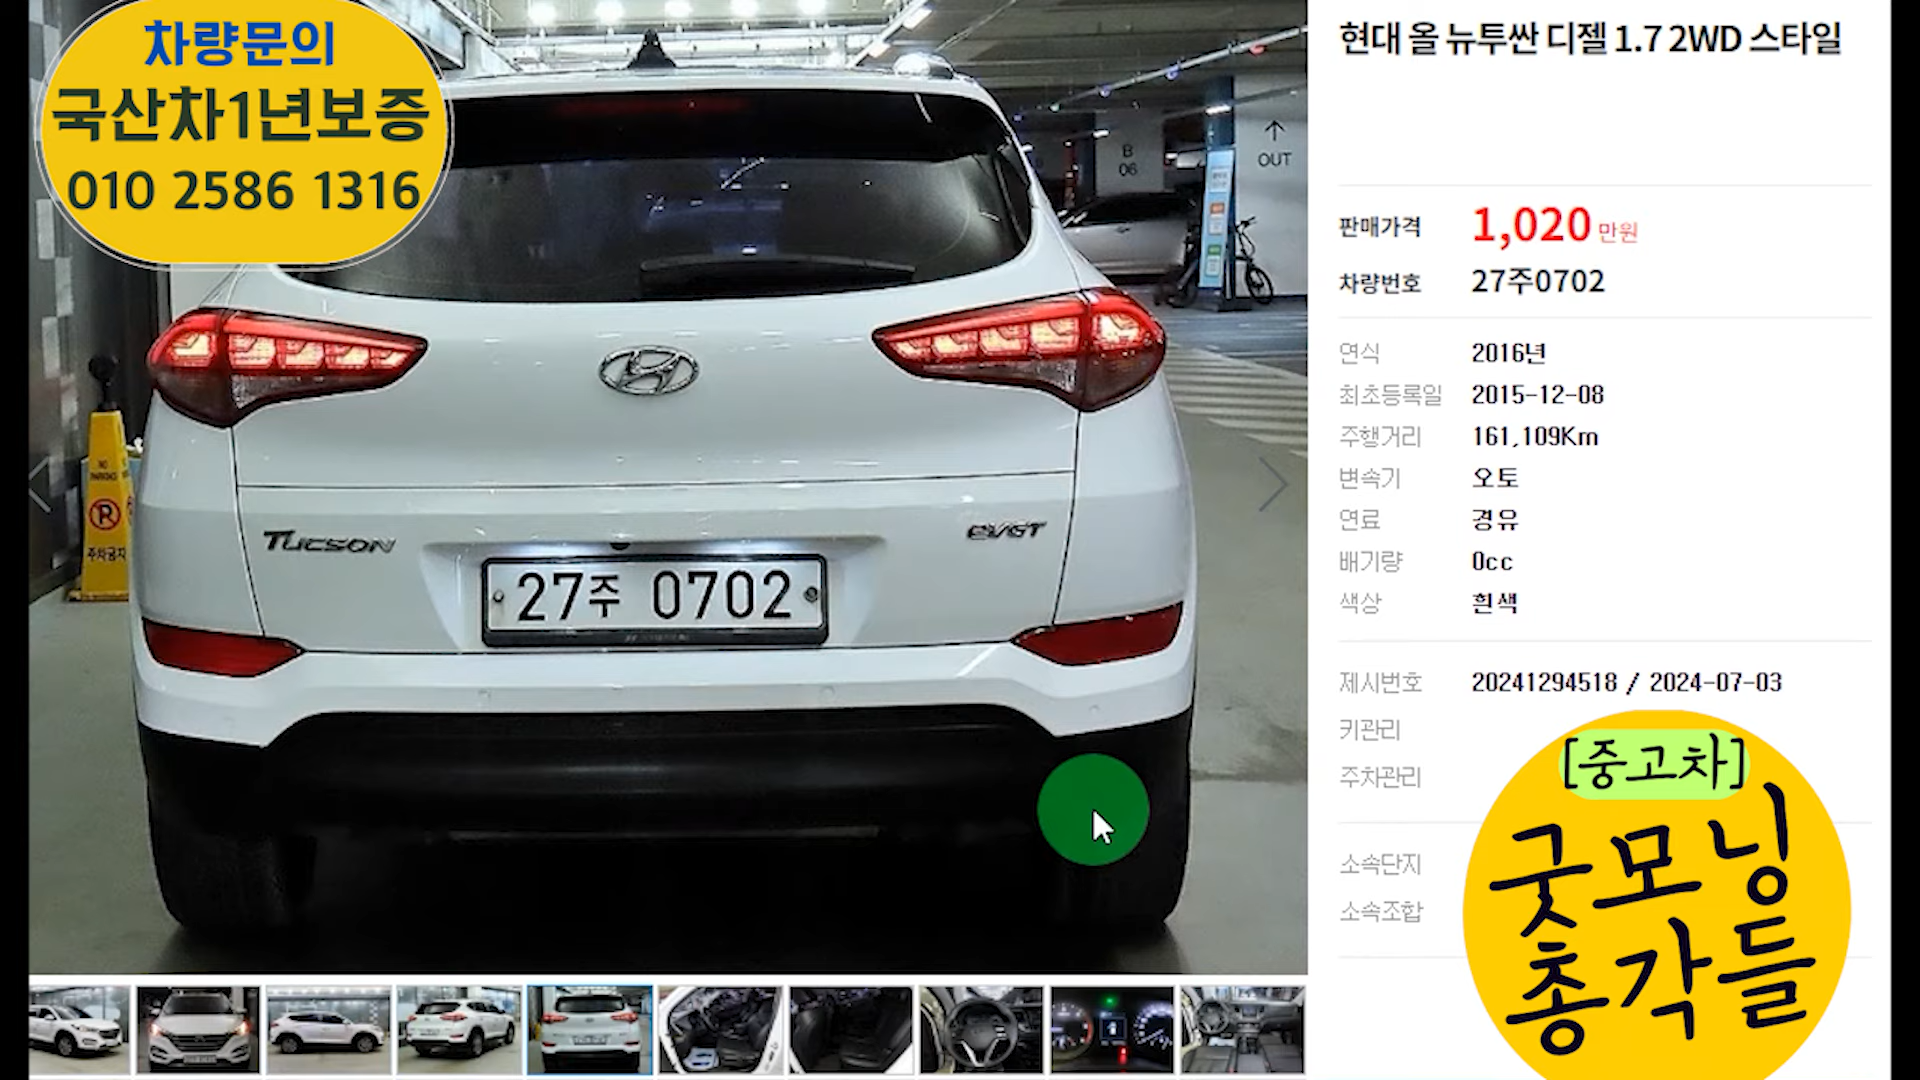 차량문의
국산차1년보증
010 2586 1316
B
06
↑
OUT
NO
PARKING
P
주차금지
TUCSON
eVGT
27주 0702
현대 올 뉴투싼 디젤 1.7 2WD 스타일
판매가격 1,020 만원
차량번호 27주0702
연식 2016년
최초등록일 2015-12-08
주행거리 161,109Km
변속기 오토
연료 경유
배기량 0cc
색상 흰색
제시번호 20241294518 / 2024-07-03
키관리
주차관리
소속단지
소속조합
[중고차]
굿모닝
총각들